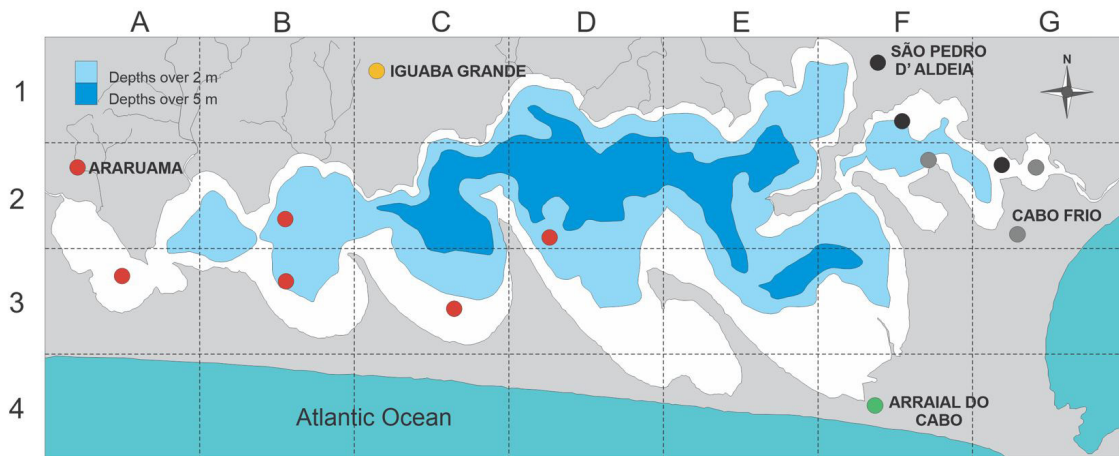 A B C D E F G
1
2
3
4
Depths over 2 m
Depths over 5 m
IGUABA GRANDE
SÃO PEDRO
D' ALDEIA
N
ARARUAMA
CABO FRIO
Atlantic Ocean
ARRAIAL DO
CABO